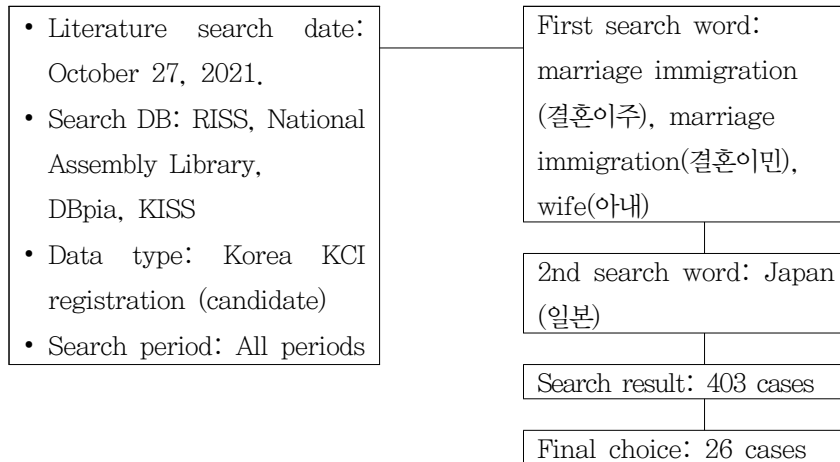 • Literature search date:
October 27, 2021.
• Search DB: RISS, National
Assembly Library,
DBpia, KISS
• Data type: Korea KCI
registration (candidate)
• Search period: All periods
First search word:
marriage immigration
(결혼이주), marriage
immigration(결혼이민),
wife(아내)
2nd search word: Japan
(일본)
Search result: 403 cases
Final choice: 26 cases